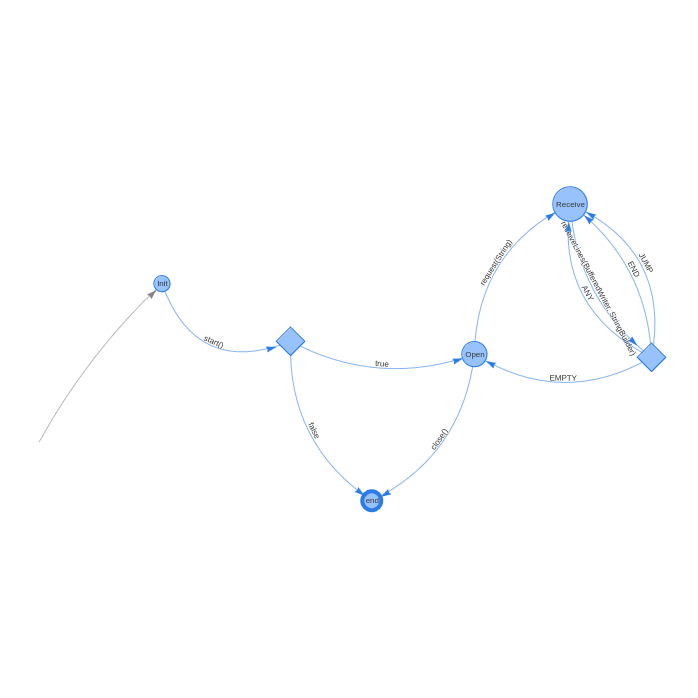 Receive
request(String)
receiveLines(BufferedWriter, StringBuilder)
JUMP
END
ANY
Init
start()
true
Open
EMPTY
false
close()
end